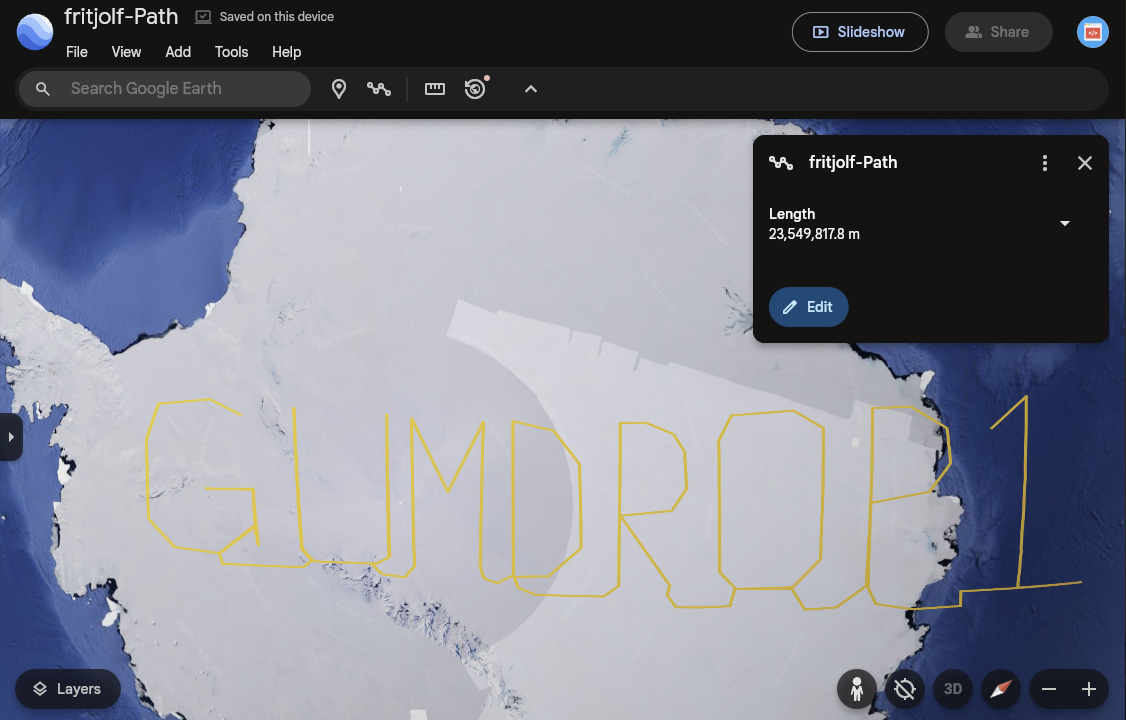 fritjolf-Path
Saved on this device
File View Add Tools Help
Slideshow
Share
Search Google Earth
fritjolf-Path
Length
23,549,817.8 m
Edit
GUMDROP1
Layers
3D